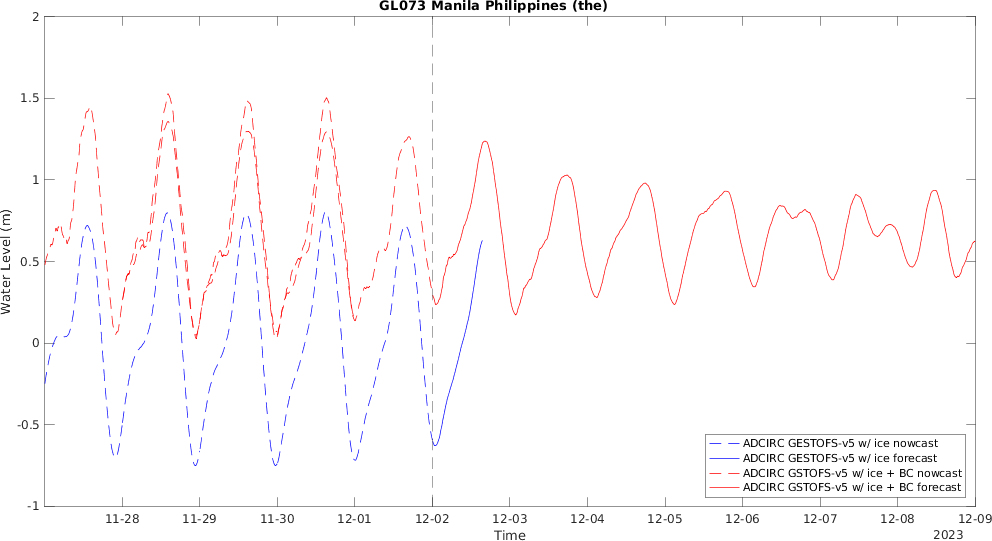 GL073 Manila Philippines (the)
Water Level (m)
2
1.5
1
0.5
0
-0.5
-1
11-28
11-29
11-30
12-01
12-02
12-03
12-04
12-05
12-06
12-07
12-08
12-09
Time
2023
ADCIRC GESTOFS-v5 w/ ice nowcast
ADCIRC GESTOFS-v5 w/ ice forecast
ADCIRC GSTOFS-v5 w/ ice + BC nowcast
ADCIRC GSTOFS-v5 w/ ice + BC forecast